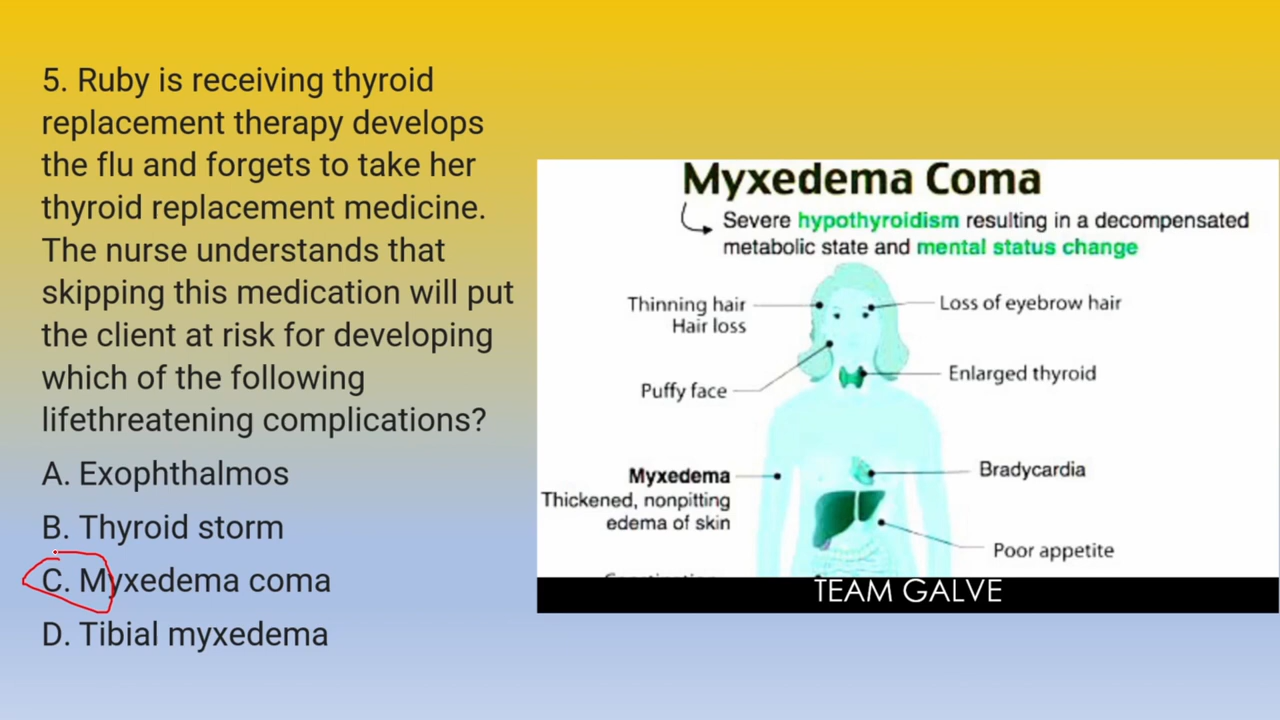 5. Ruby is receiving thyroid
replacement therapy develops
the flu and forgets to take her
thyroid replacement medicine.
The nurse understands that
skipping this medication will put
the client at risk for developing
which of the following
lifethreatening complications?
A. Exophthalmos
B. Thyroid storm
C. Myxedema coma
D. Tibial myxedema
Myxedema Coma
Severe hypothyroidism resulting in a decompensated
metabolic state and mental status change
Thinning hair
Hair loss
Loss of eyebrow hair
Puffy face
Enlarged thyroid
Myxedema
Thickened, nonpitting
edema of skin
Bradycardia
Poor appetite
TEAM GALVE